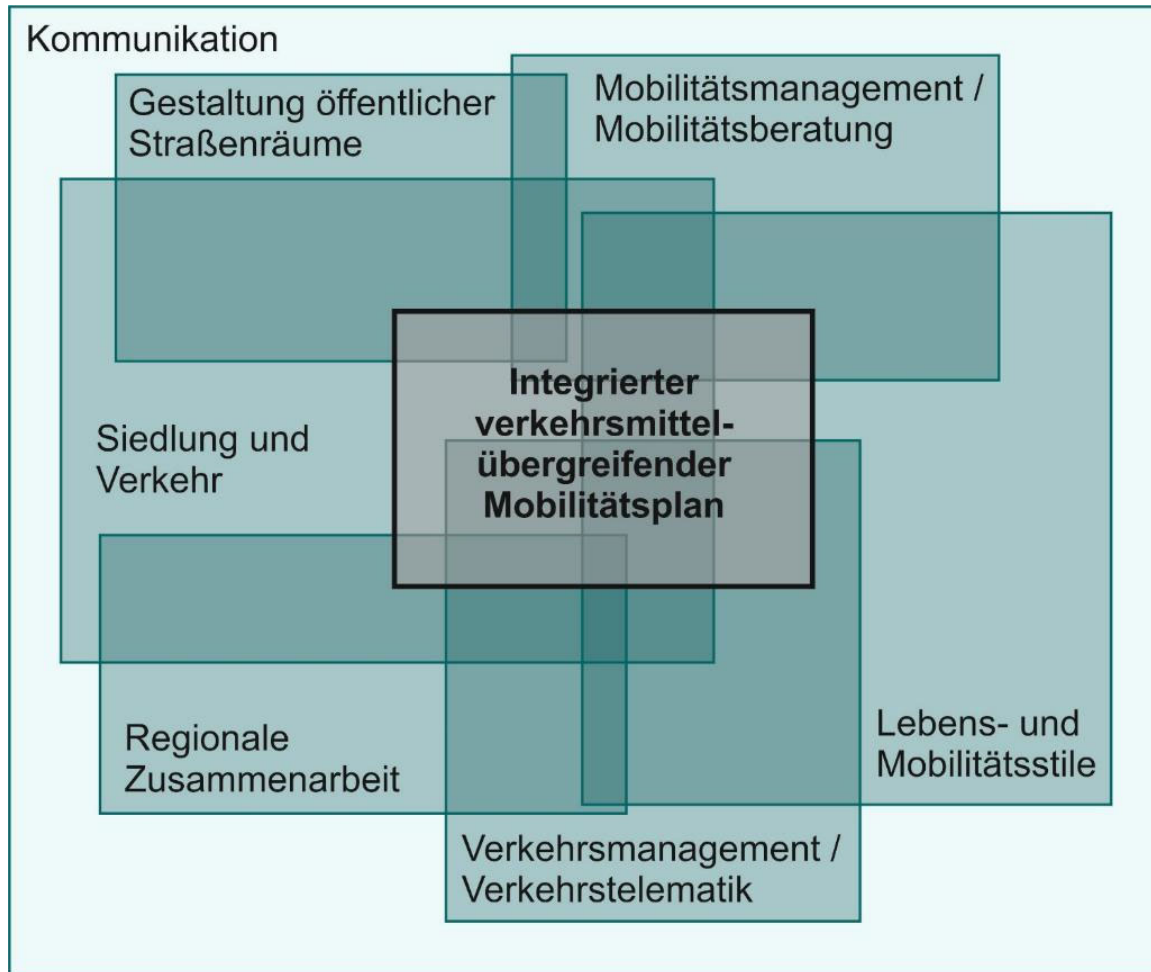 Kommunikation
Gestaltung öffentlicher
Straßenräume
Mobilitätsmanagement /
Mobilitätsberatung
Integrierter
verkehrsmittel-
übergreifender
Mobilitätsplan
Siedlung und
Verkehr
Regionale
Zusammenarbeit
Lebens- und
Mobilitätsstile
Verkehrsmanagement /
Verkehrstelematik